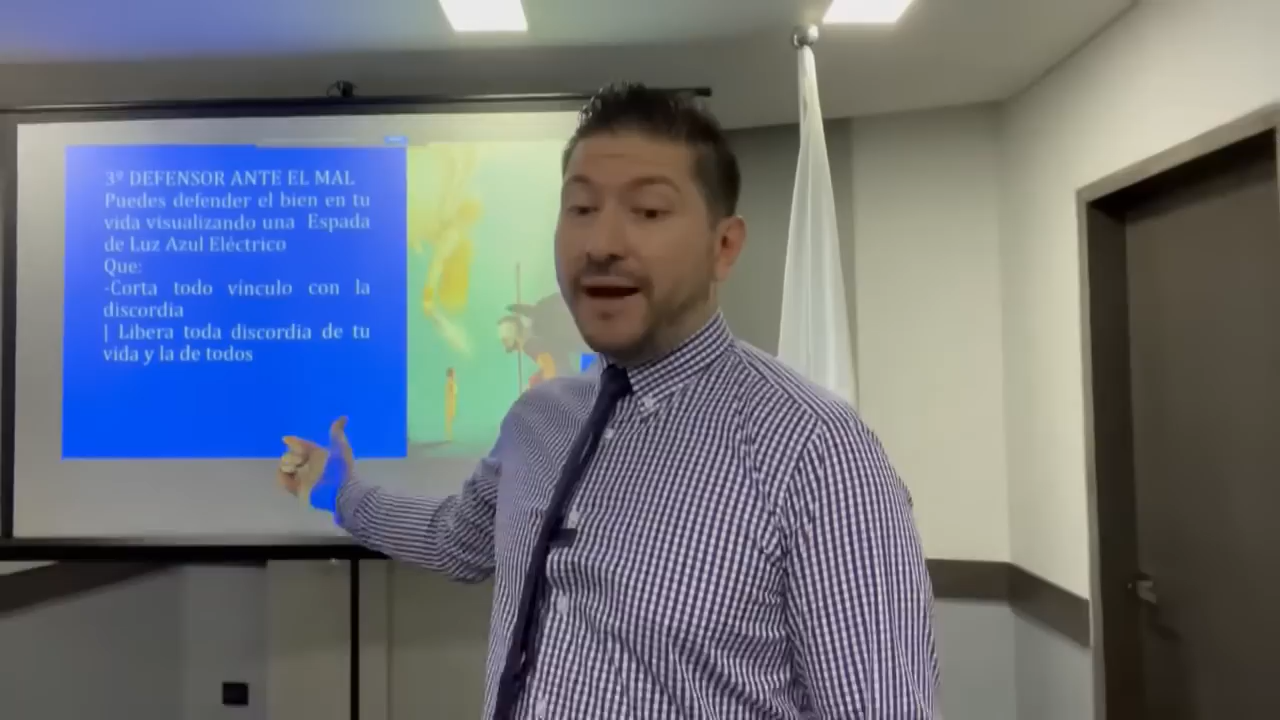 3º DEFENSOR ANTE EL MAL
Puedes defender el bien en tu
vida visualizando una Espada
de Luz Azul Eléctrico
Que:
-Corta todo vínculo con la
discordia
| Libera toda discordia de tu
vida y la de todos